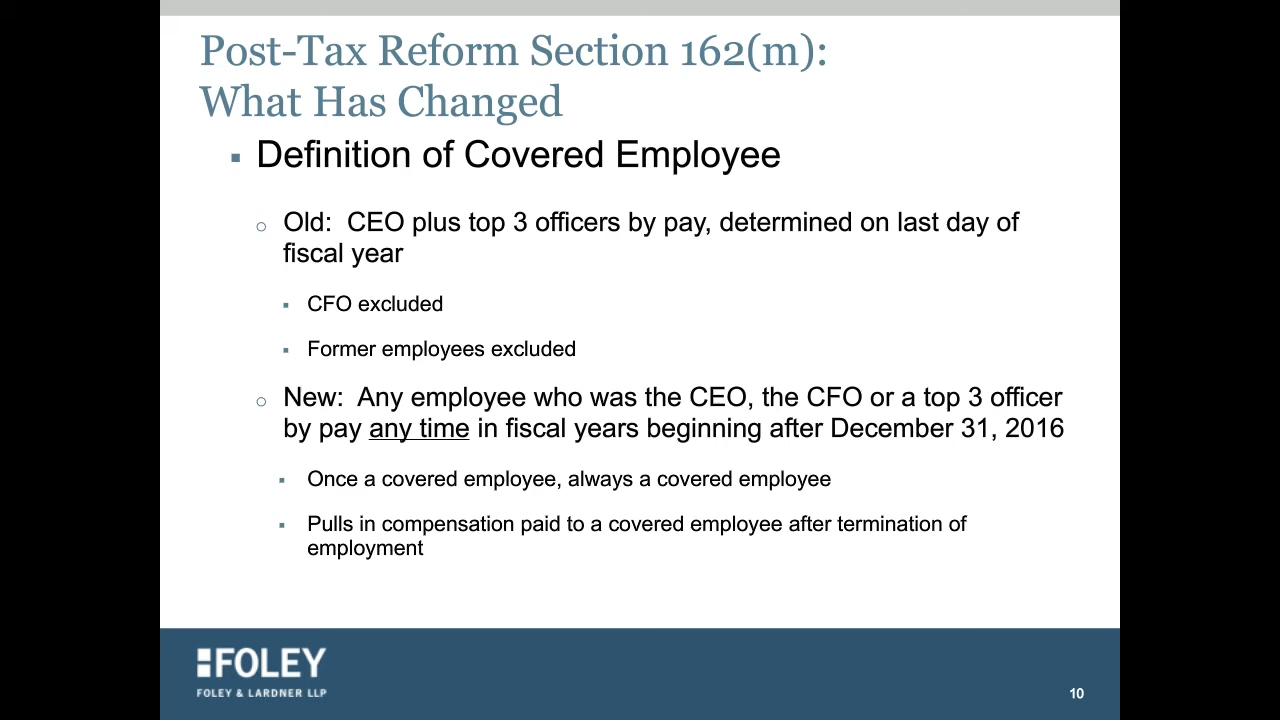 Post-Tax Reform Section 162(m):
What Has Changed
▪ Definition of Covered Employee
○ Old:  CEO plus top 3 officers by pay, determined on last day of
fiscal year
▪ CFO excluded
▪ Former employees excluded
○ New:  Any employee who was the CEO, the CFO or a top 3 officer
by pay any time in fiscal years beginning after December 31, 2016
▪ Once a covered employee, always a covered employee
▪ Pulls in compensation paid to a covered employee after termination of
employment
FOLEY
FOLEY & LARDNER LLP
10